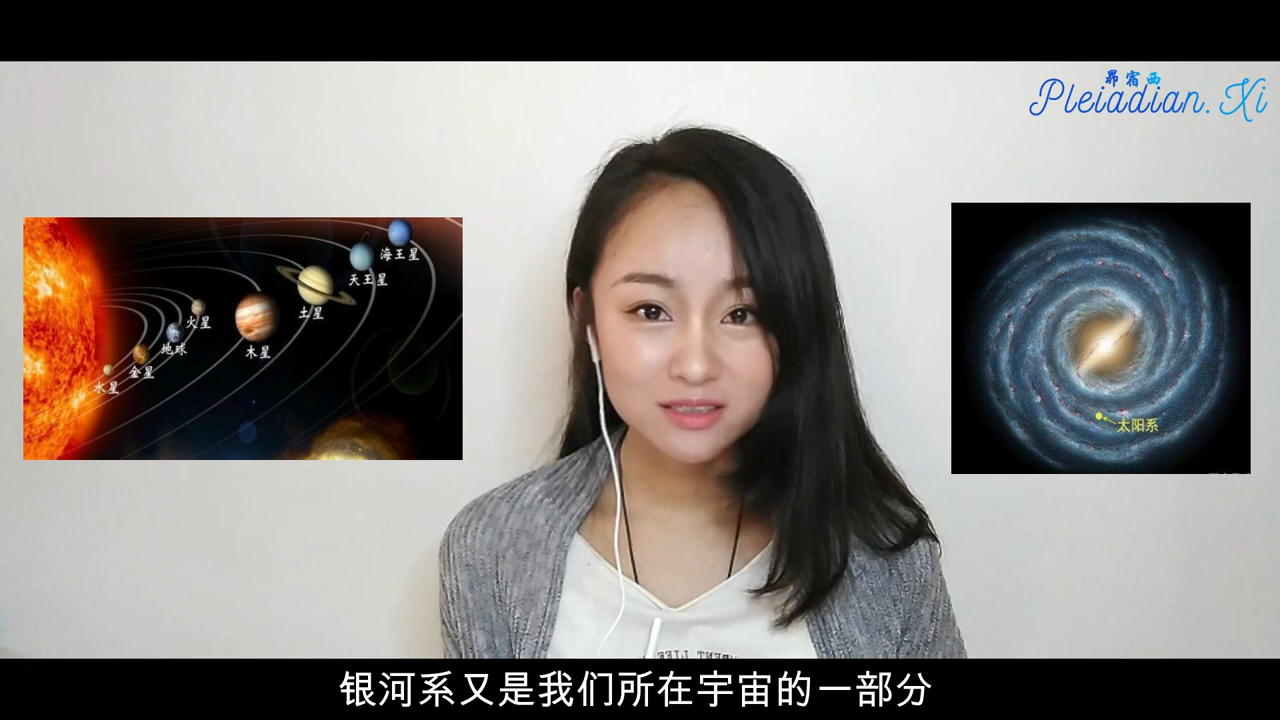 昴宿西
Pleiadian.Xi
海王星
天王星
土星
火星
木星
地球
金星
水星
太阳系
银河系又是我们所在宇宙的一部分